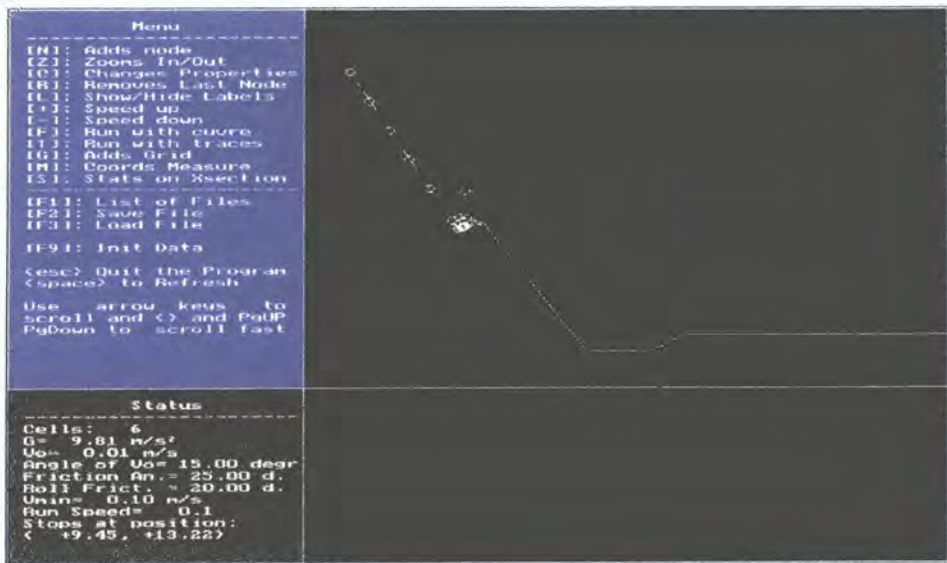 Menu
[N]: Adds node
[Z]: Zooms In/Out
[C]: Changes Properties
[R]: Removes Last Node
[L]: Show/Hide Labels
[+]: Speed up
[-]: Speed down
[F]: Run with cuvre
[T]: Run with traces
[G]: Adds Grid
[M]: Coords Measure
[S]: Stats on Xsection
[F1]: List of Files
[F2]: Save File
[F3]: Load File
[F9]: Init Data
<esc> Quit the Program
<space> to Refresh
Use arrow keys to
scroll and <> and PgUP
PgDown to scroll fast
Status
Cells: 6
G= 9.81 m/s²
Vo= 0.01 m/s
Angle of Vo= 15.00 degr
Friction An.= 25.00 d.
Roll Frict. = 20.00 d.
Vmin= 0.10 m/s
Run Speed= 0.1
Stops at position:
( +9.45, +13.22)